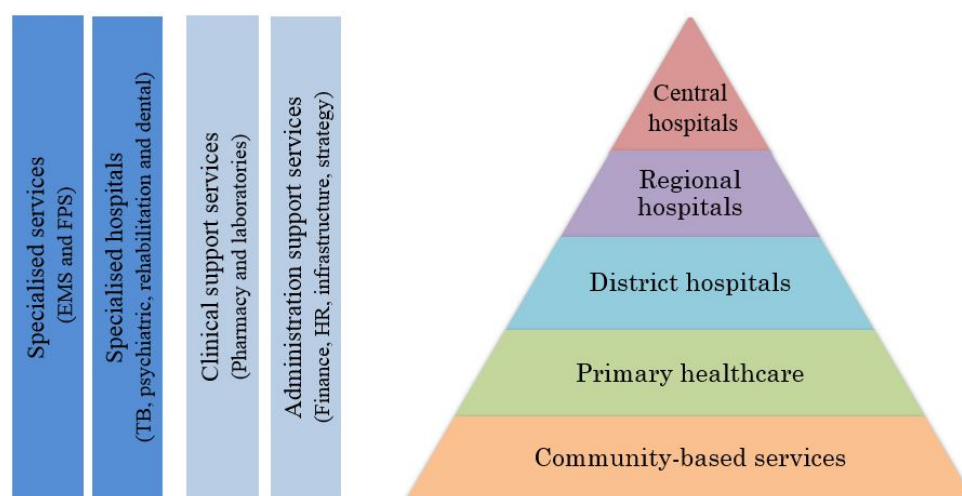 Specialised services
(EMS and FPS)
Specialised hospitals
(TB, psychiatric, rehabilitation and dental)
Clinical support services
(Pharmacy and laboratories)
Administration support services
(Finance, HR, infrastructure, strategy)
Central
hospitals
Regional
hospitals
District hospitals
Primary healthcare
Community-based services